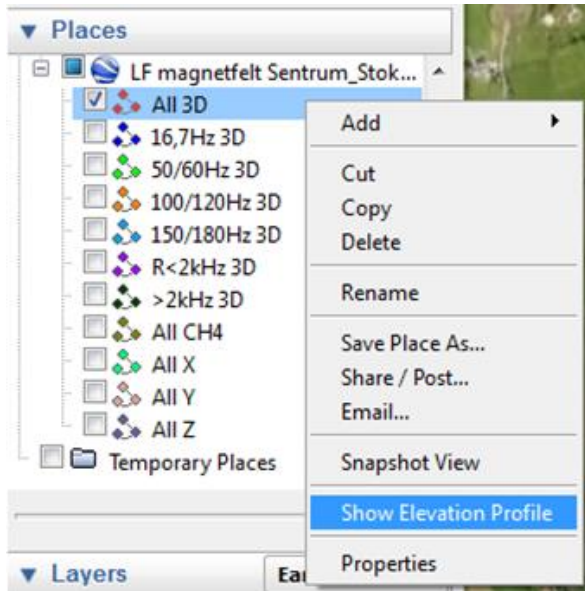 Places
LF magnetfelt Sentrum_Stok...
All 3D
16,7Hz 3D
50/60Hz 3D
100/120Hz 3D
150/180Hz 3D
R<2kHz 3D
>2kHz 3D
All CH4
All X
All Y
All Z
Temporary Places
Layers
Add
Cut
Copy
Delete
Rename
Save Place As...
Share / Post...
Email...
Snapshot View
Show Elevation Profile
Properties